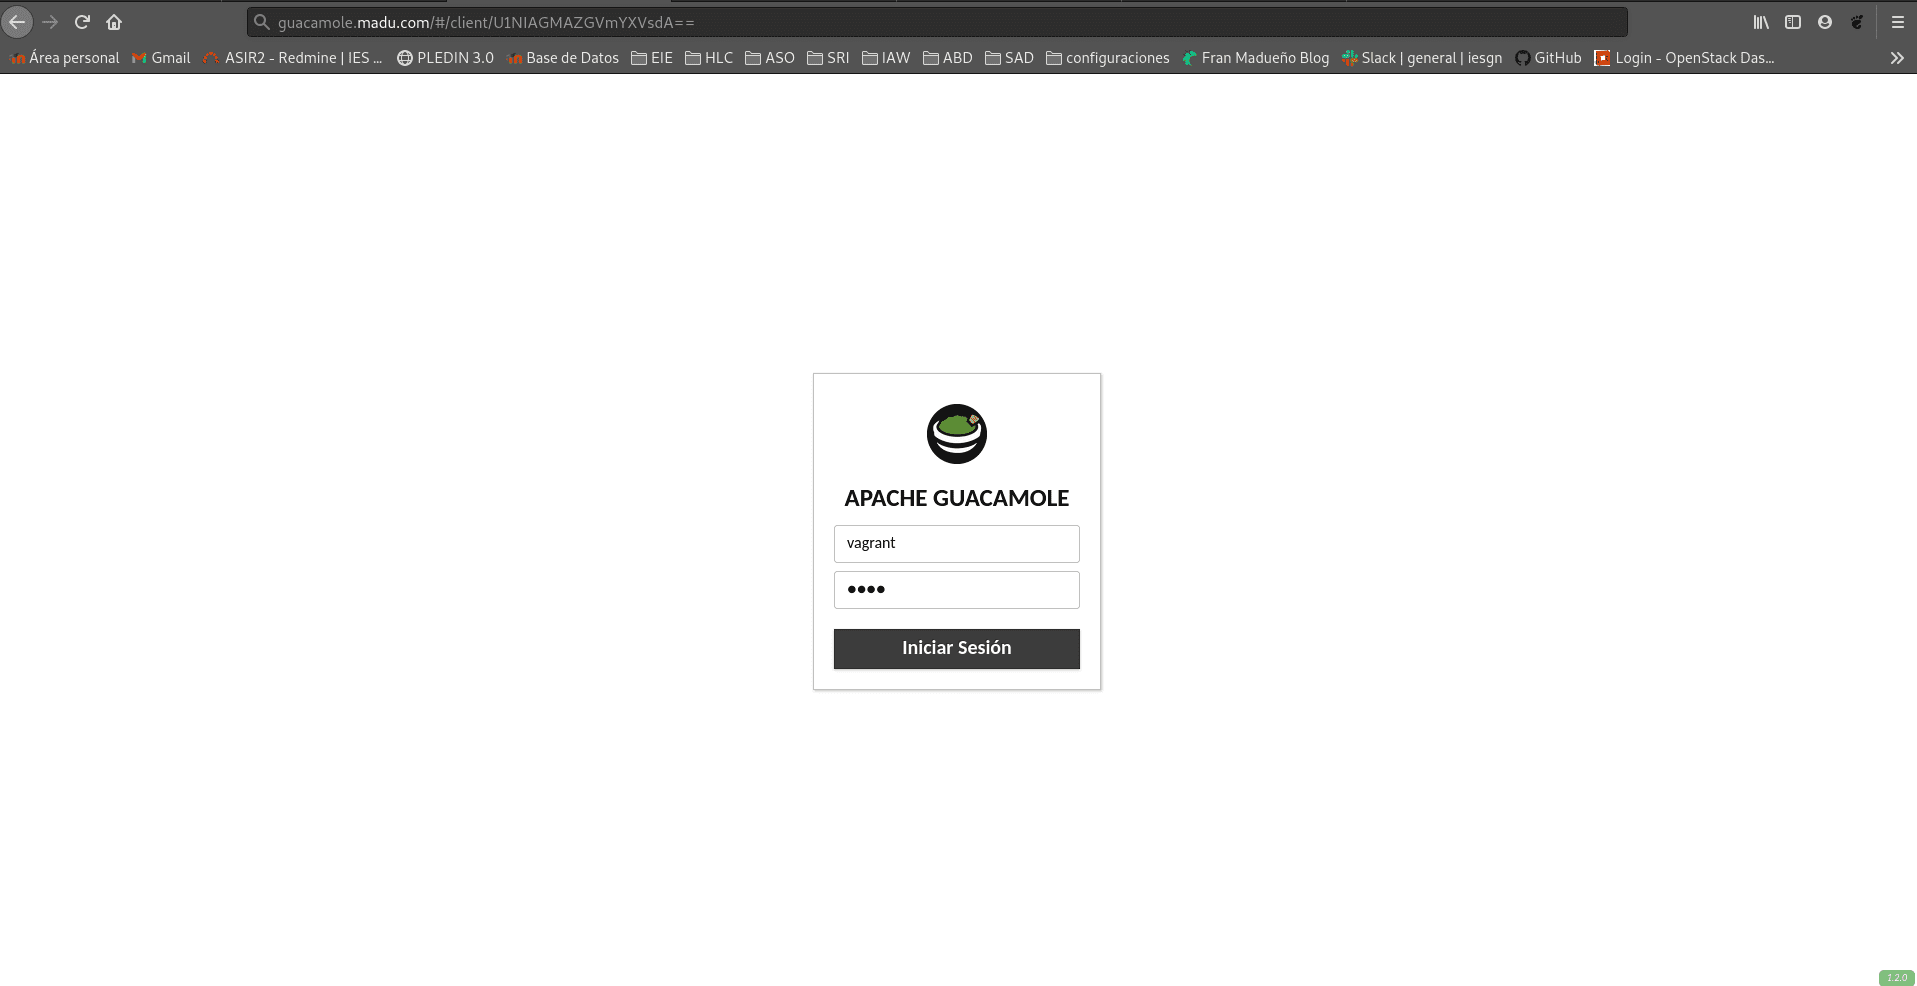 guacamole.madu.com/#/client/U1NIAGMAZGVmYXVsdA==
Área personal Gmail ASIR2 - Redmine | IES ... PLEDIN 3.0 Base de Datos EIE HLC ASO SRI IAW ABD SAD configuraciones Fran Madueño Blog Slack | general | iesgn GitHub Login - OpenStack Das...
APACHE GUACAMOLE
vagrant
••••
Iniciar Sesión
1.2.0